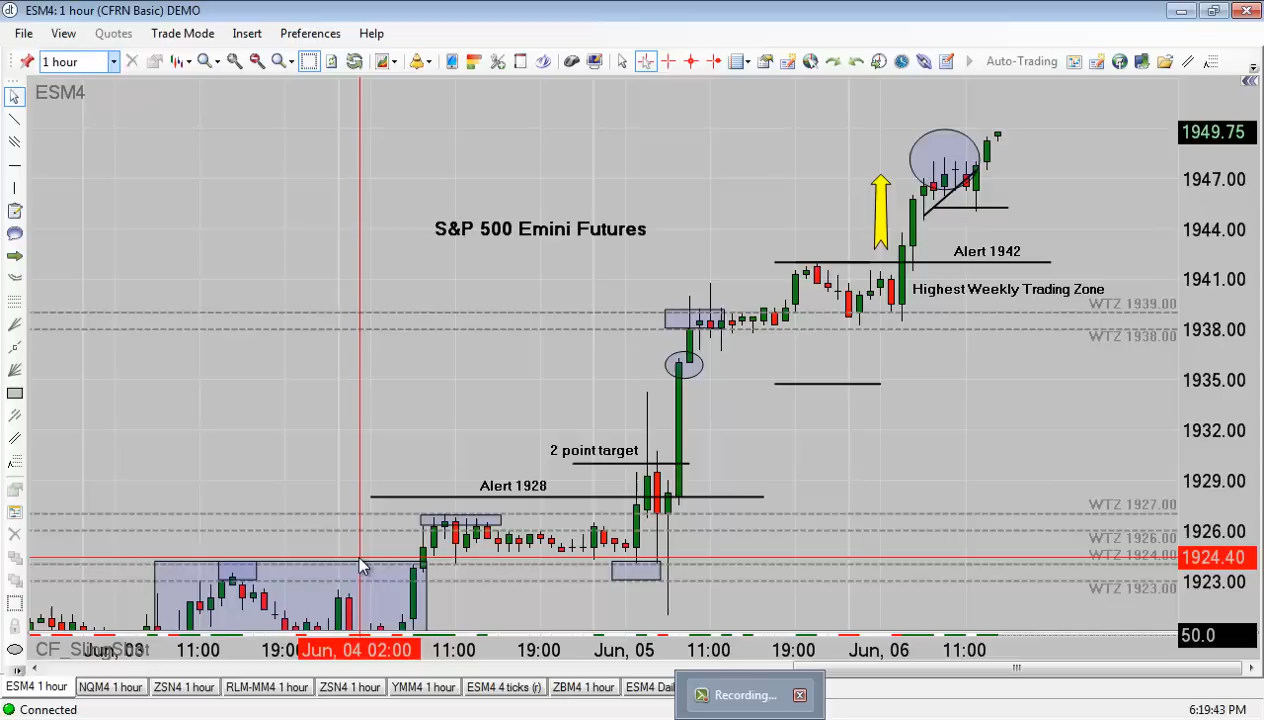 ESM4: 1 hour (CFRN Basic) DEMO
File View Quotes Trade Mode Insert Preferences Help
1 hour
Auto-Trading
ESM4
1949.75
1947.00
S&P 500 Emini Futures
1944.00
Alert 1942
1941.00
Highest Weekly Trading Zone
WTZ 1939.00
1938.00
WTZ 1938.00
1935.00
1932.00
2 point target
1929.00
Alert 1928
WTZ 1927.00
1926.00
WTZ 1926.00
WTZ 1924.00
1924.40
1923.00
WTZ 1923.00
50.0
CF_SlingShot
Jun, 03 11:00 19:00 Jun, 04 02:00 11:00 Jun, 05 11:00 19:00 Jun, 06 11:00
ESM4 1 hour NQM4 1 hour ZSN4 1 hour RLM-MM4 1 hour ZSN4 1 hour YMM4 1 hour ESM4 4 ticks (r) ZBM4 1 hour ESM4 Dail
Recording...
Connected
6:19:43 PM